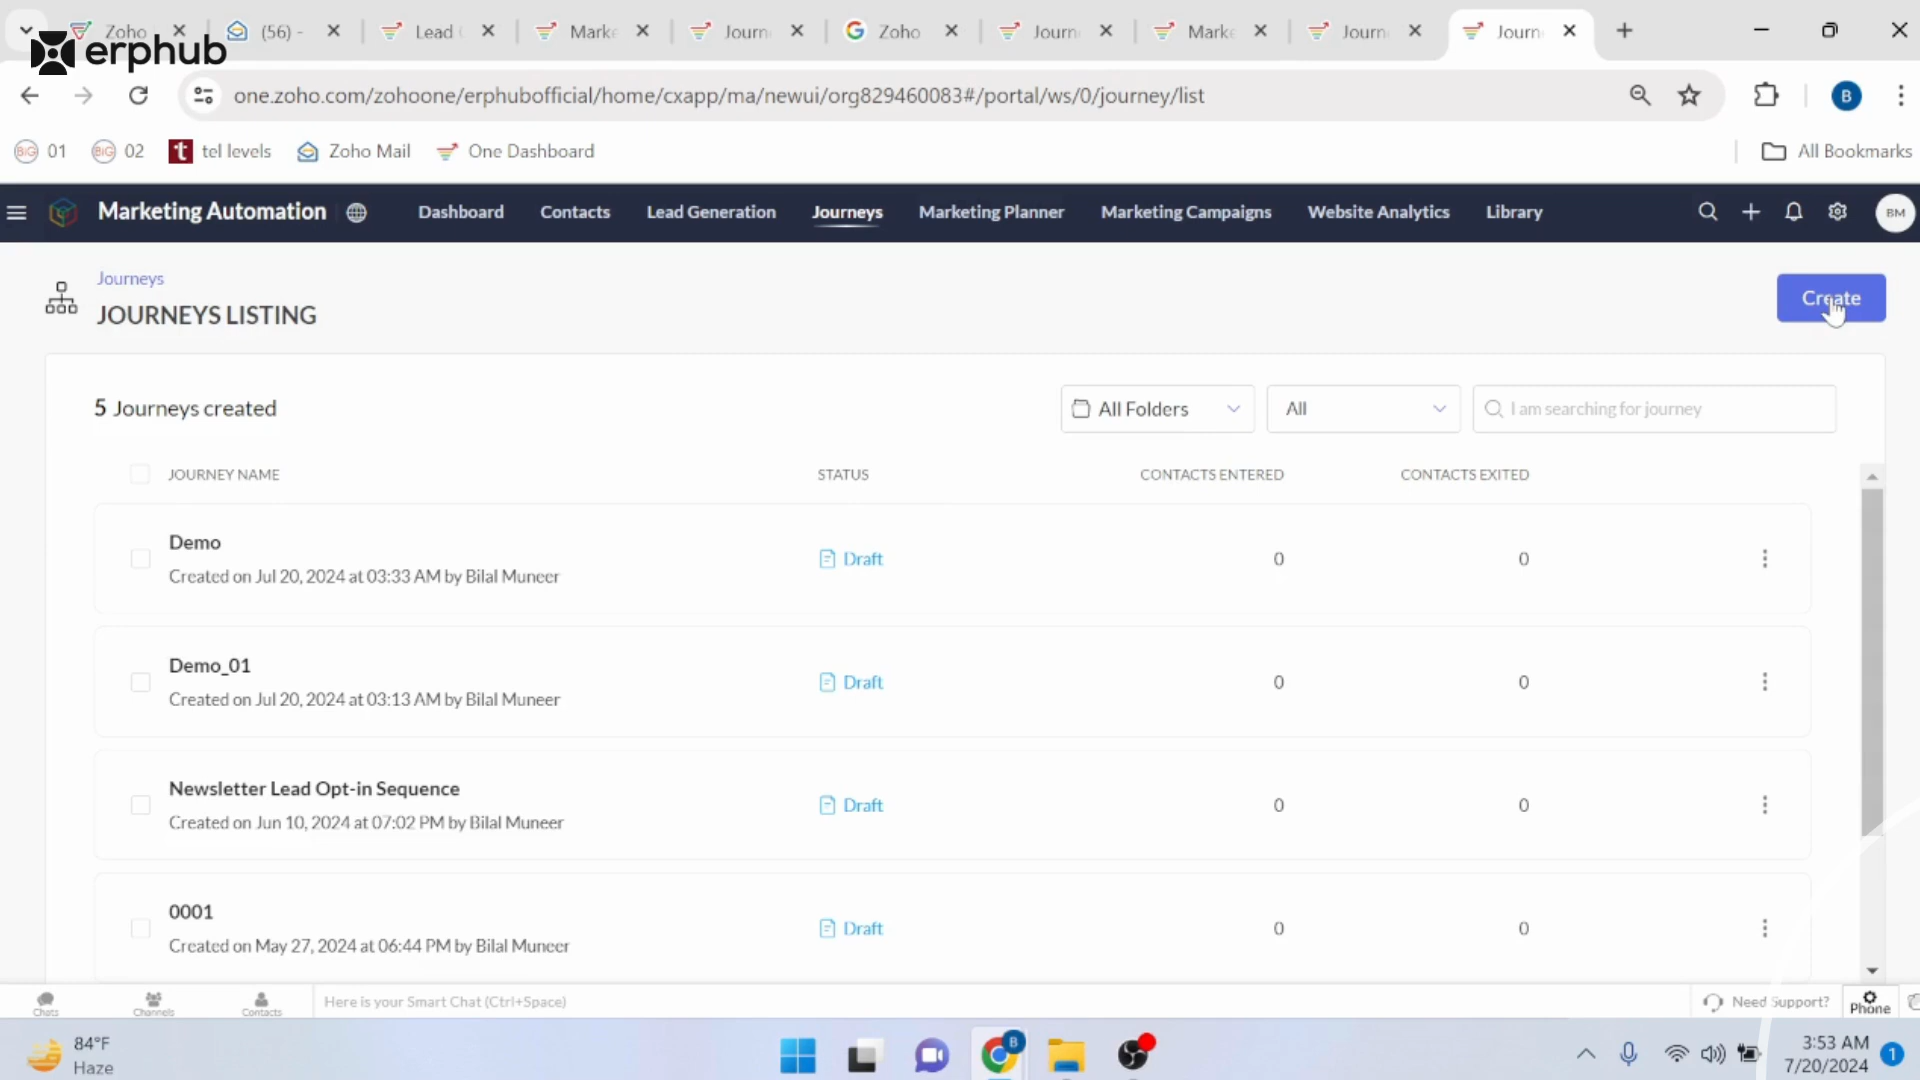 Zoho
(56) -
Lead
Marke
Journ
Zoho
Journ
Marke
Journ
Journ
erphub
one.zoho.com/zohoone/erphubofficial/home/cxapp/ma/newui/org829460083#/portal/ws/0/journey/list
B
BIG 01
BIG 02
t tel levels
Zoho Mail
One Dashboard
All Bookmarks
Marketing Automation
Dashboard
Contacts
Lead Generation
Journeys
Marketing Planner
Marketing Campaigns
Website Analytics
Library
BM
Journeys
JOURNEYS LISTING
Create
5 Journeys created
All Folders
All
I am searching for journey
JOURNEY NAME
STATUS
CONTACTS ENTERED
CONTACTS EXITED
Demo
Created on Jul 20, 2024 at 03:33 AM by Bilal Muneer
Draft
0
0
Demo_01
Created on Jul 20, 2024 at 03:13 AM by Bilal Muneer
Draft
0
0
Newsletter Lead Opt-in Sequence
Created on Jun 10, 2024 at 07:02 PM by Bilal Muneer
Draft
0
0
0001
Created on May 27, 2024 at 06:44 PM by Bilal Muneer
Draft
0
0
Chats
Channels
Contacts
Here is your Smart Chat (Ctrl+Space)
Need Support?
Phone
84°F
Haze
B
3:53 AM
7/20/2024
1